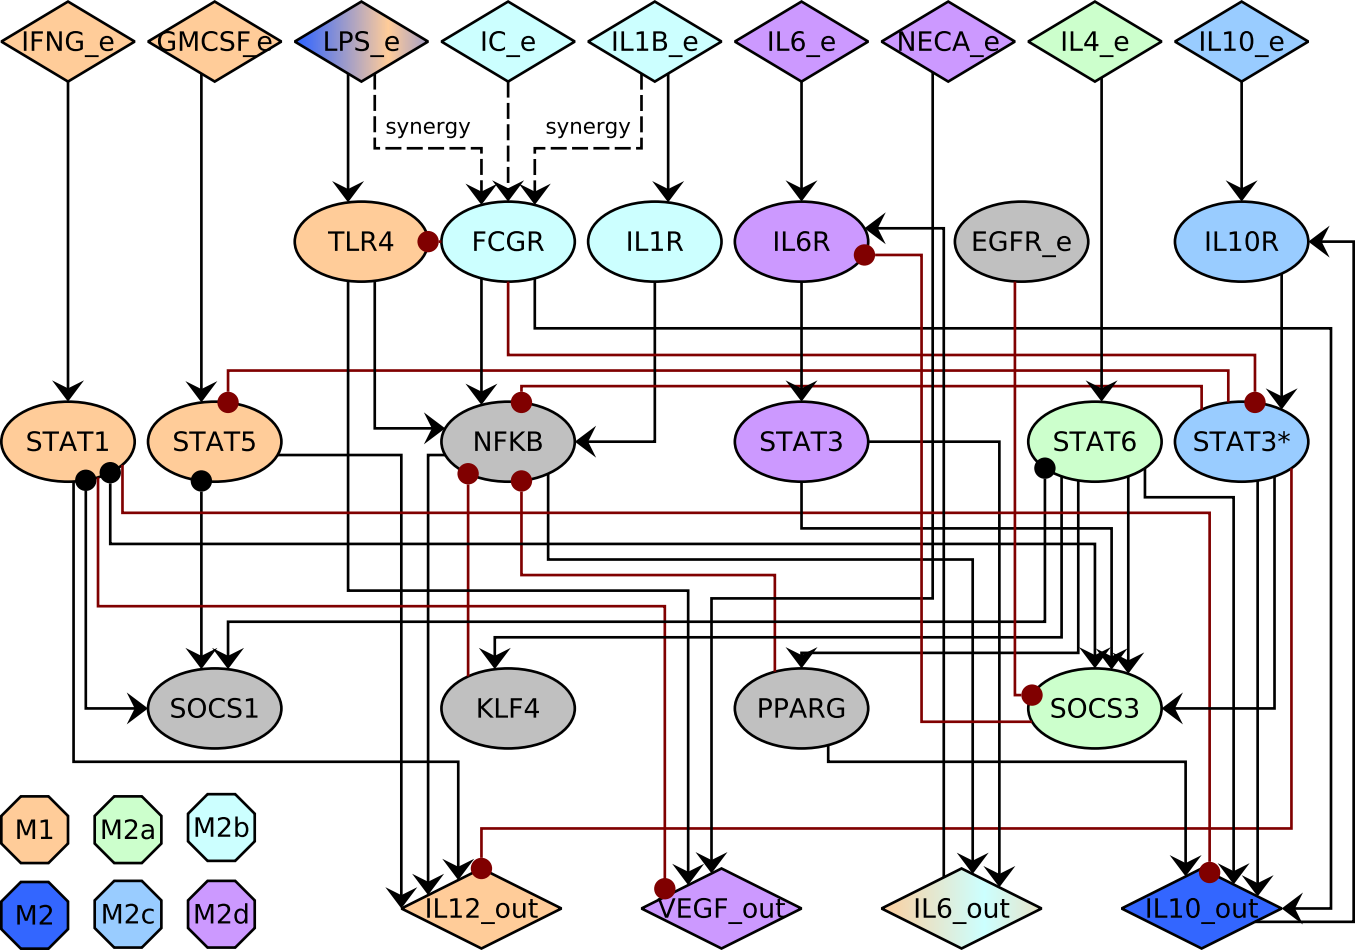 IFNG_e
GMCSF_e
LPS_e
IC_e
IL1B_e
IL6_e
NECA_e
IL4_e
IL10_e
synergy
synergy
TLR4
FCGR
IL1R
IL6R
EGFR_e
IL10R
STAT1
STAT5
NFKB
STAT3
STAT6
STAT3*
SOCS1
KLF4
PPARG
SOCS3
M1
M2a
M2b
M2
M2c
M2d
IL12_out
VEGF_out
IL6_out
IL10_out